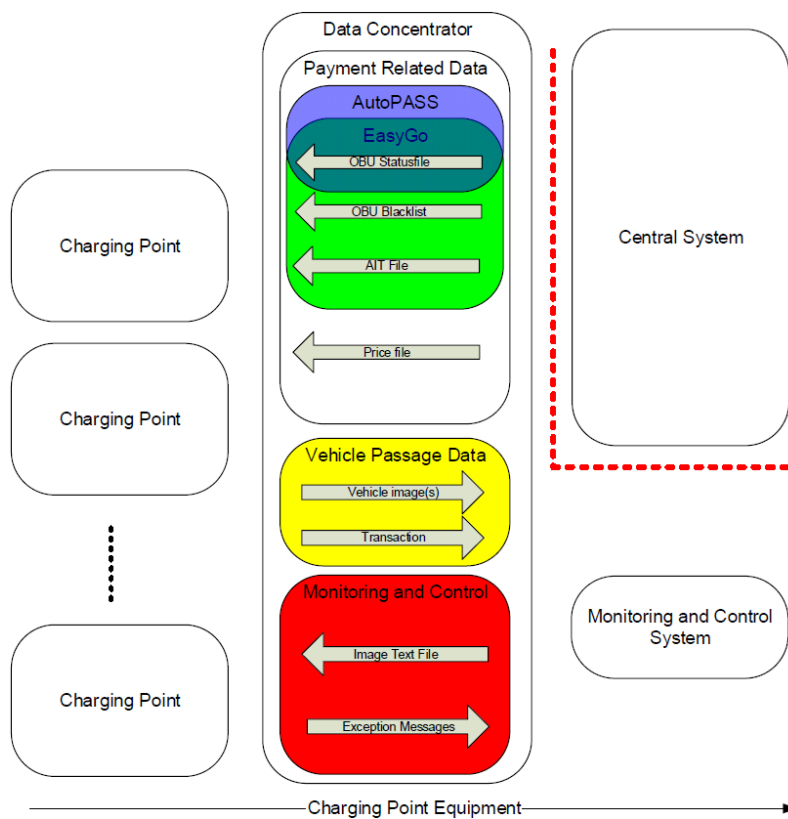 Data Concentrator
Payment Related Data
AutoPASS
EasyGo
OBU Statusfile
OBU Blacklist
AIT File
Price file
Charging Point
Charging Point
Charging Point
Central System
Vehicle Passage Data
Vehicle image(s)
Transaction
Monitoring and Control
Image Text File
Exception Messages
Monitoring and Control
System
Charging Point Equipment